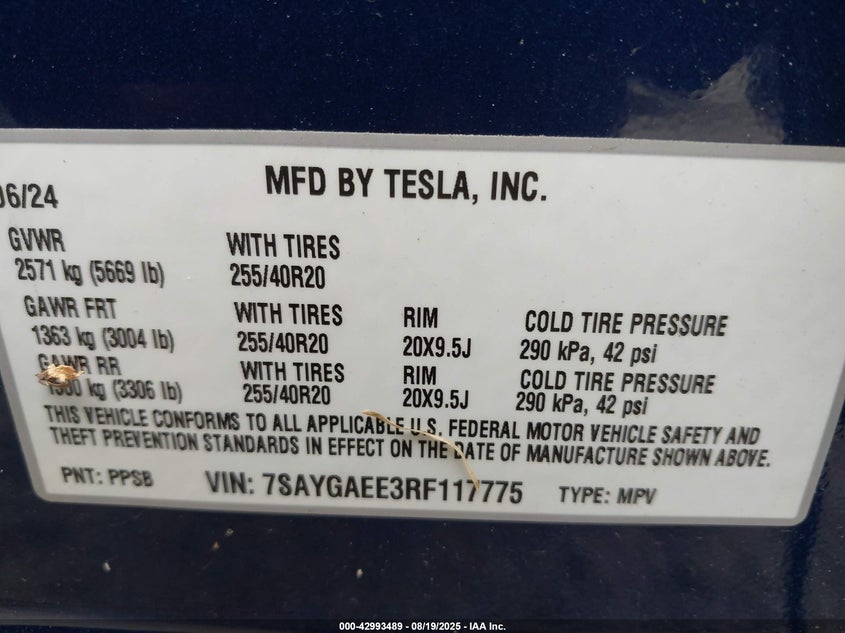 06/24 MFD BY TESLA, INC.
GVWR WITH TIRES
2571 kg (5669 lb) 255/40R20
GAWR FRT WITH TIRES RIM COLD TIRE PRESSURE
1363 kg (3004 lb) 255/40R20 20X9.5J 290 kPa, 42 psi
GAWR RR WITH TIRES RIM COLD TIRE PRESSURE
kg (3306 lb) 255/40R20 20X9.5J 290 kPa, 42 psi
THIS VEHICLE CONFORMS TO ALL APPLICABLE U.S. FEDERAL MOTOR VEHICLE SAFETY AND
THEFT PREVENTION STANDARDS IN EFFECT ON THE DATE OF MANUFACTURE SHOWN ABOVE.
PNT: PPSB VIN: 7SAYGAEE3RF117775 TYPE: MPV
000-42993489 - 08/19/2025 - IAA Inc.